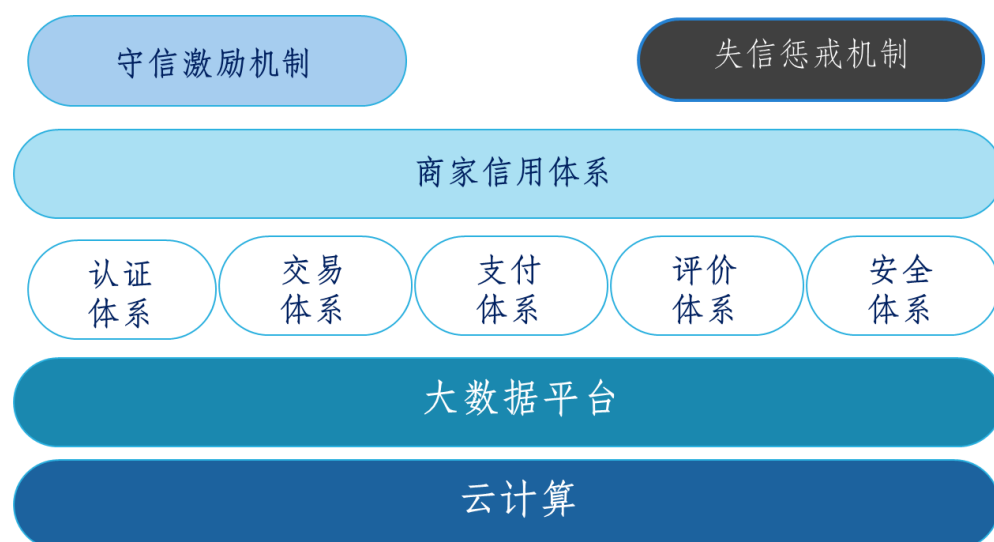 守信激励机制
失信惩戒机制
商家信用体系
认证
体系
交易
体系
支付
体系
评价
体系
安全
体系
大数据平台
云计算